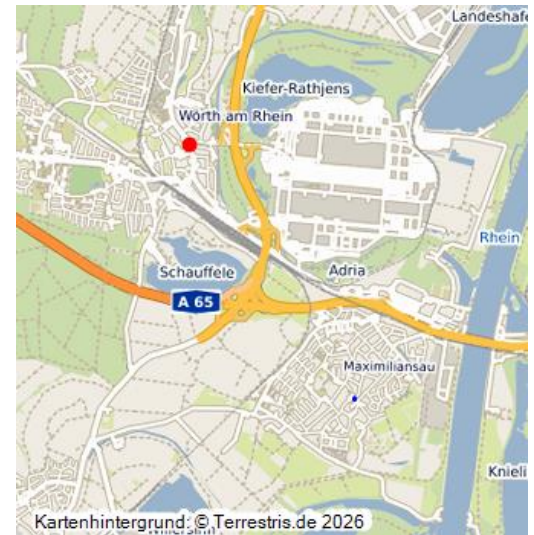 Landeshafe
Kiefer-Rathjens
Wörth am Rhein
Rhein
Schauffele
Adria
A 65
Maximiliansau
Knieli
Kartenhintergrund: © Terrestris.de 2026